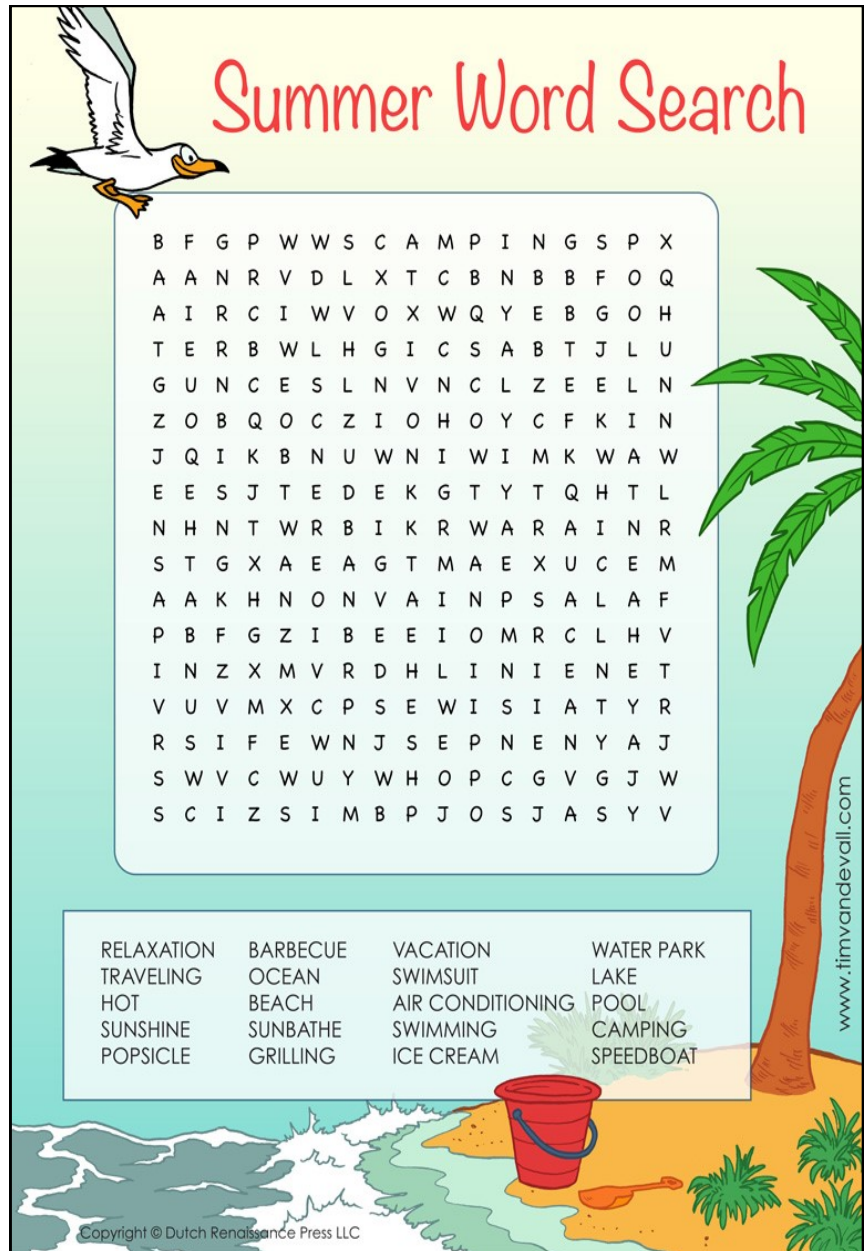 Summer Word Search
B F G P W W S C A M P I N G S P X
A A N R V D L X T C B N B B F O Q
A I R C I W V O X W Q Y E B G O H
T E R B W L H G I C S A B T J L U
G U N C E S L N V N C L Z E E L N
Z O B Q O C Z I O H O Y C F K I N
J Q I K B N U W N I W I M K W A W
E E S J T E D E K G T Y T Q H T L
N H N T W R B I K R W A R A I N R
S T G X A E A G T M A E X U C E M
A A K H N O N V A I N P S A L A F
P B F G Z I B E E I O M R C L H V
I N Z X M V R D H L I N I E N E T
V U V M X C P S E W I S I A T Y R
R S I F E W N J S E P N E N Y A J
S W V C W U Y W H O P C G V G J W
S C I Z S I M B P J O S J A S Y V
RELAXATION BARBECUE VACATION WATER PARK
TRAVELING OCEAN SWIMSUIT LAKE
HOT BEACH AIR CONDITIONING POOL
SUNSHINE SUNBATHE SWIMMING CAMPING
POPSICLE GRILLING ICE CREAM SPEEDBOAT
www.timvandevall.com
Copyright © Dutch Renaissance Press LLC